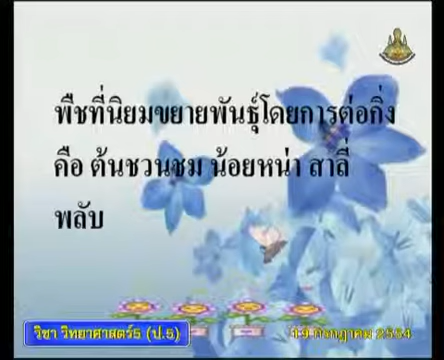 พืชที่นิยมขยายพันธุ์โดยการต่อกิ่ง
คือ ต้นชวนชม น้อยหน่า สาลี่
พลับ
วิชา วิทยาศาสตร์5 (ป.5)
19 กรกฎาคม 2554